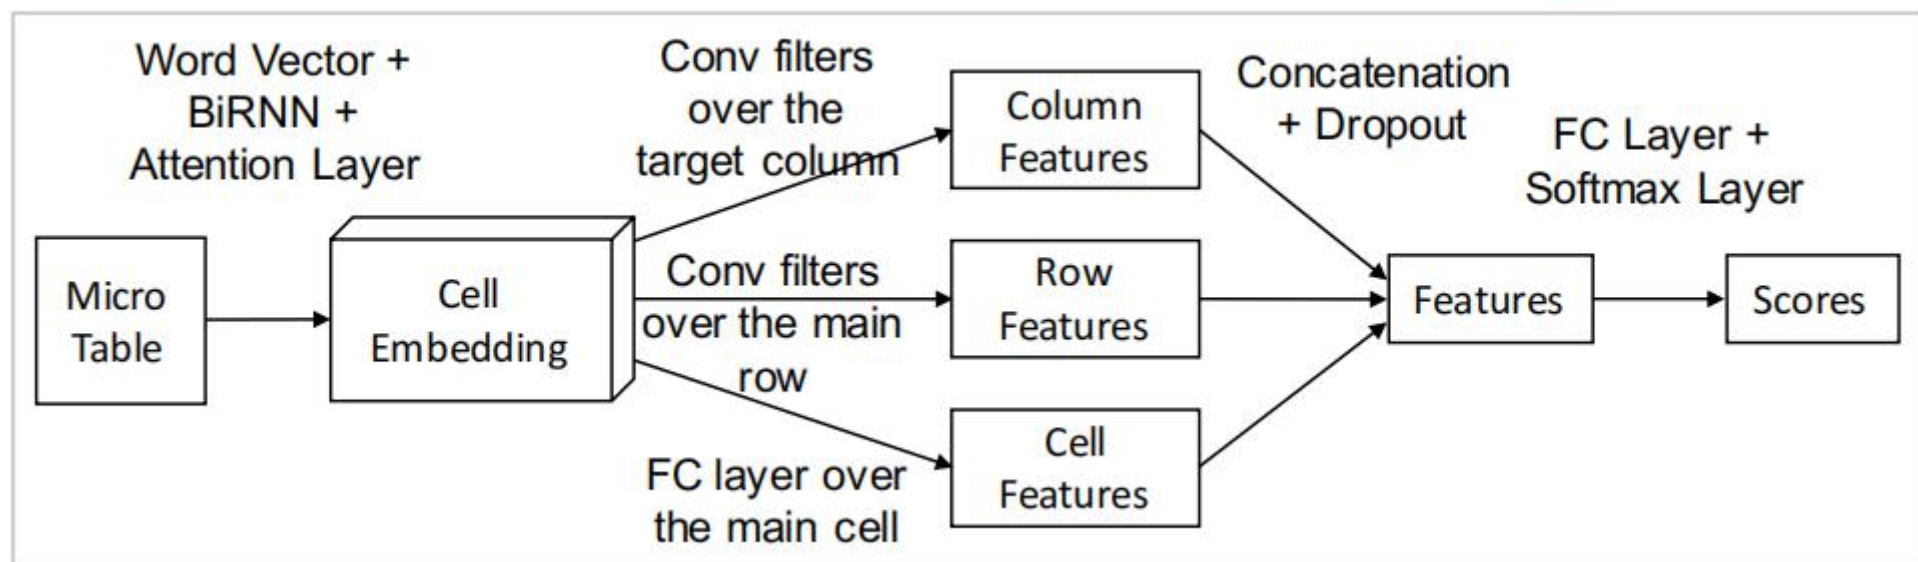 Word Vector +
BiRNN +
Attention Layer
Micro
Table
Cell
Embedding
Conv filters
over the
target column
Conv filters
over the main
row
FC layer over
the main cell
Column
Features
Row
Features
Cell
Features
Concatenation
+ Dropout
Features
FC Layer +
Softmax Layer
Scores